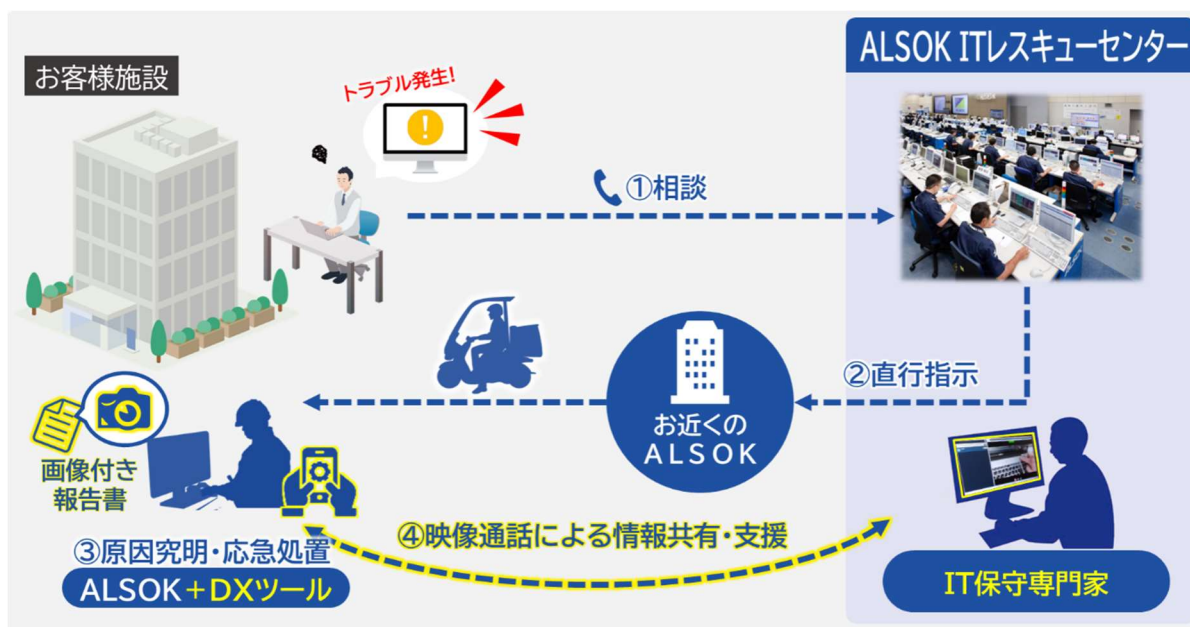 ALSOK ITレスキューセンター
お客様施設
トラブル発生!
①相談
②直行指示
お近くの
ALSOK
画像付き
報告書
④映像通話による情報共有・支援
③原因究明・応急処置
ALSOK+DXツール
IT保守専門家